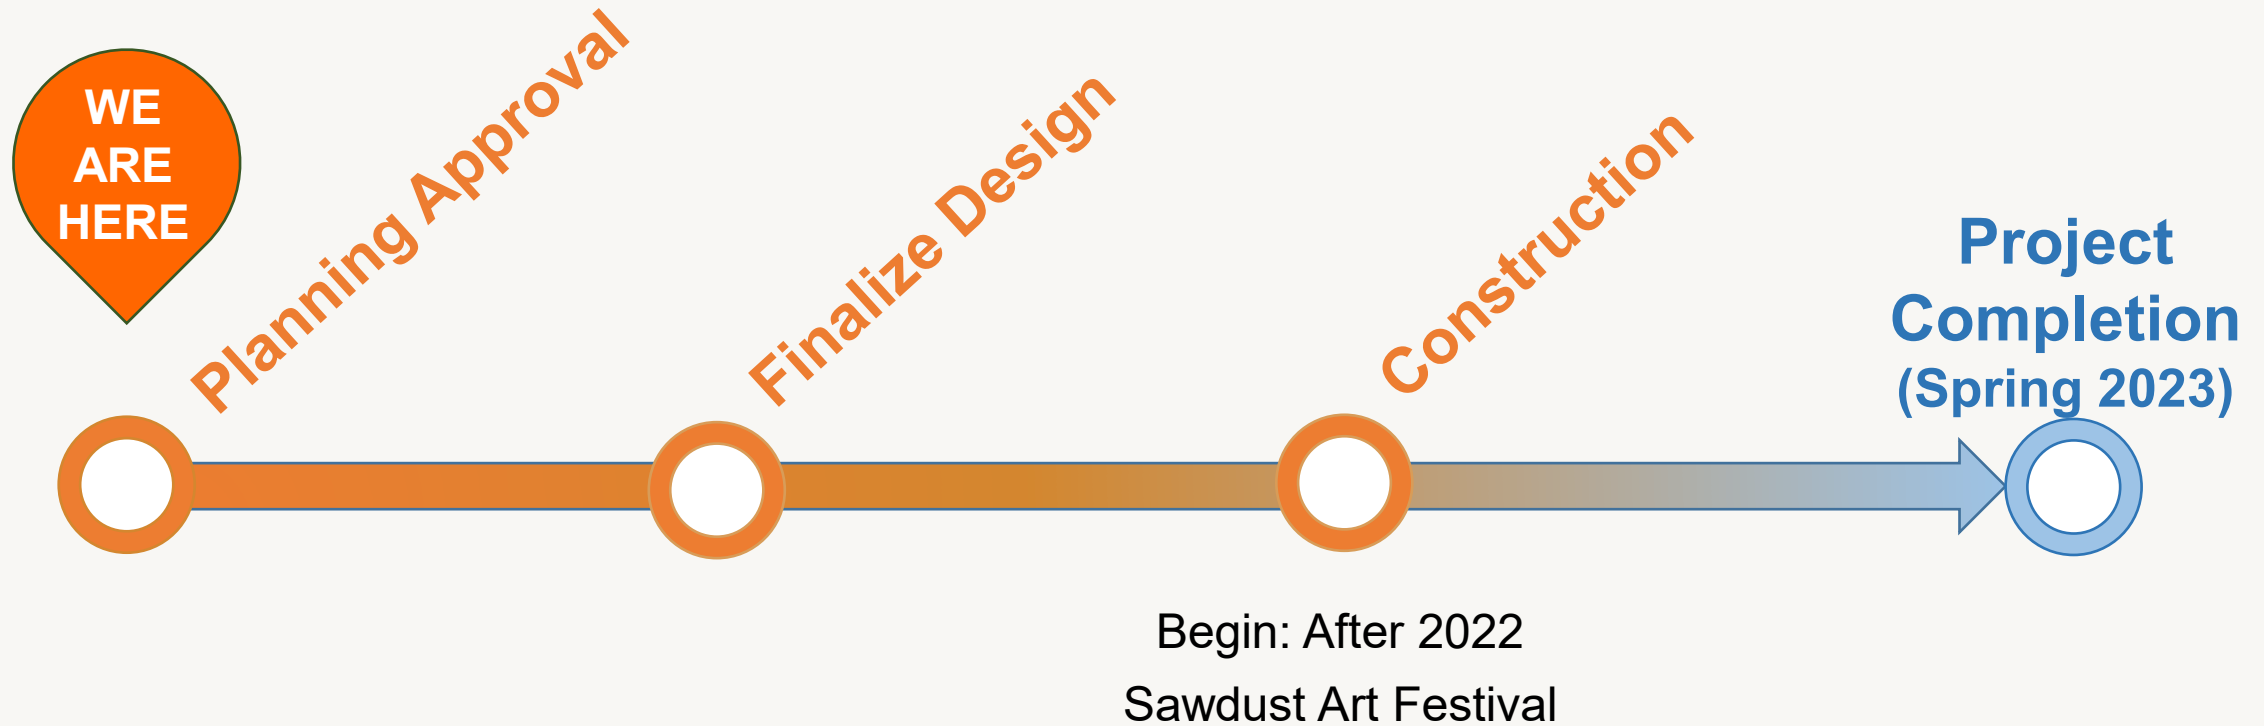 WE
ARE
HERE
Planning Approval
Finalize Design
Construction
Project
Completion
(Spring 2023)
Begin: After 2022
Sawdust Art Festival